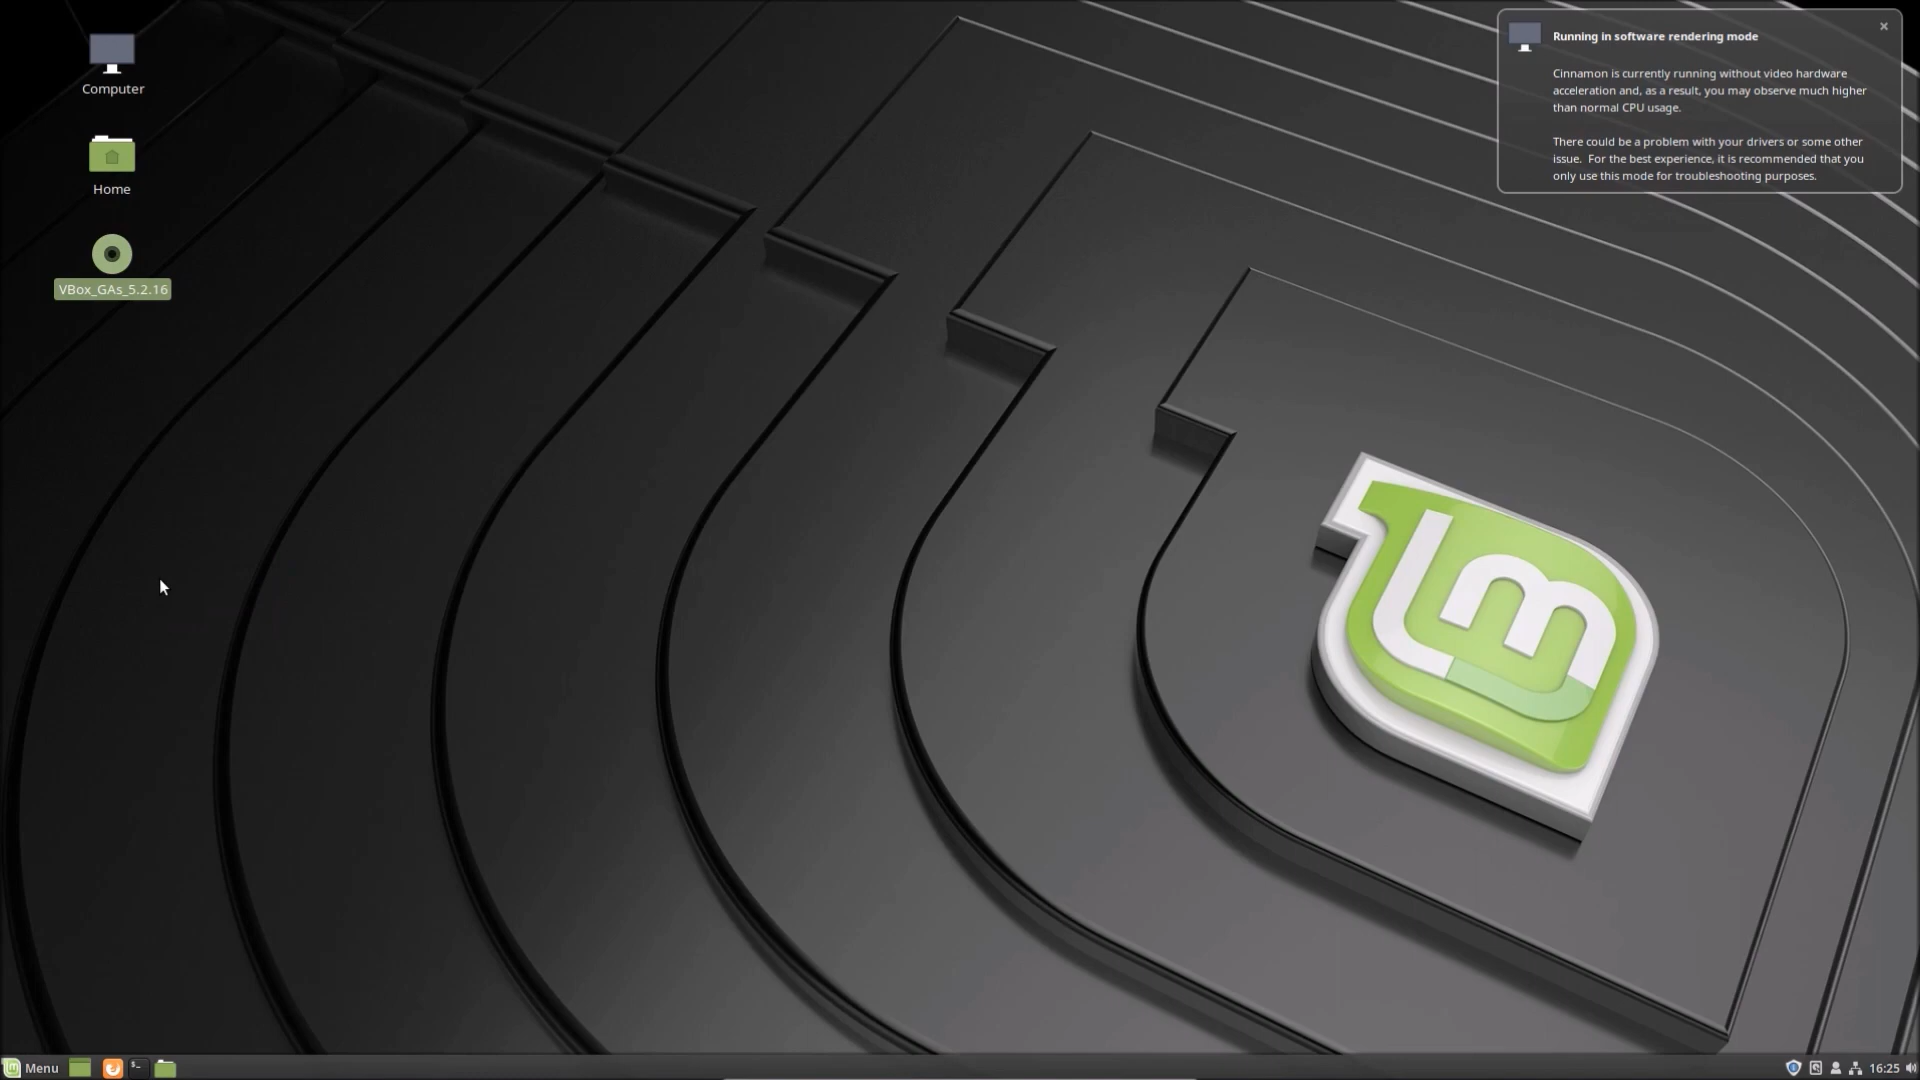 Computer
Home
VBox_GAs_5.2.16
Running in software rendering mode
Cinnamon is currently running without video hardware
acceleration and, as a result, you may observe much higher
than normal CPU usage.
There could be a problem with your drivers or some other
issue.  For the best experience, it is recommended that you
only use this mode for troubleshooting purposes.
lm
Menu
16:25